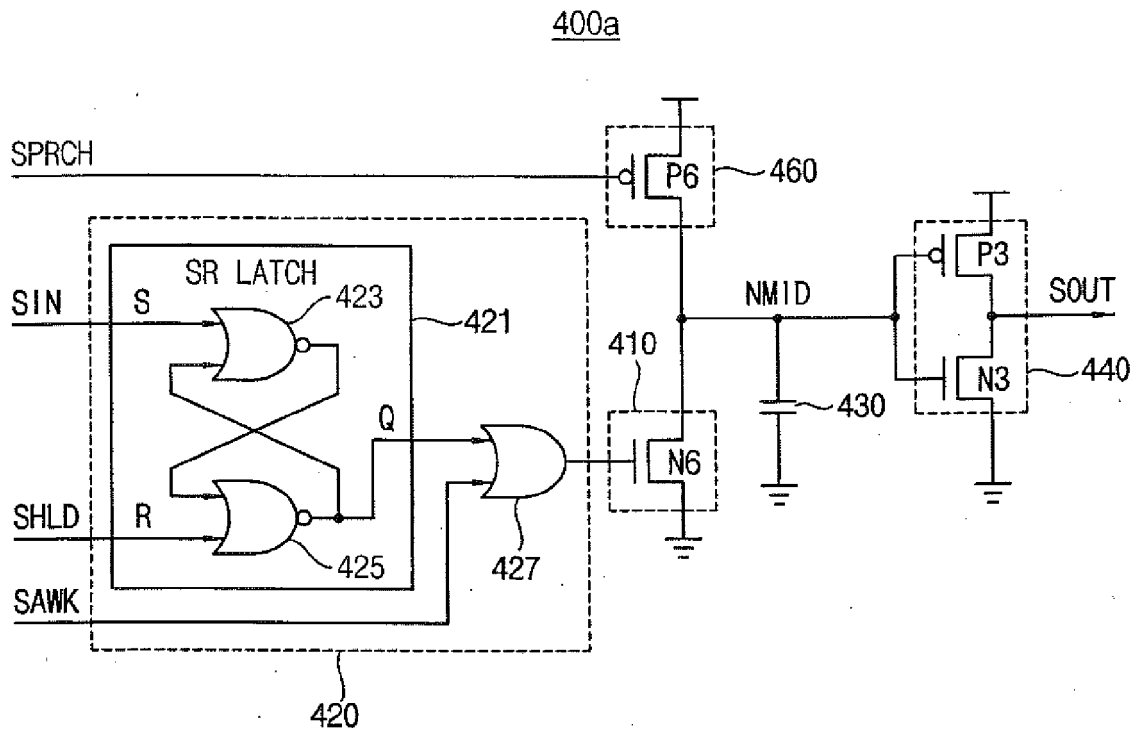 400a
SPRCH
P6
460
P3
SR LATCH
SIN
S
423
421
NMID
SOUT
410
Q
430
N3
440
N6
SHLD
R
425
427
SAWK
420